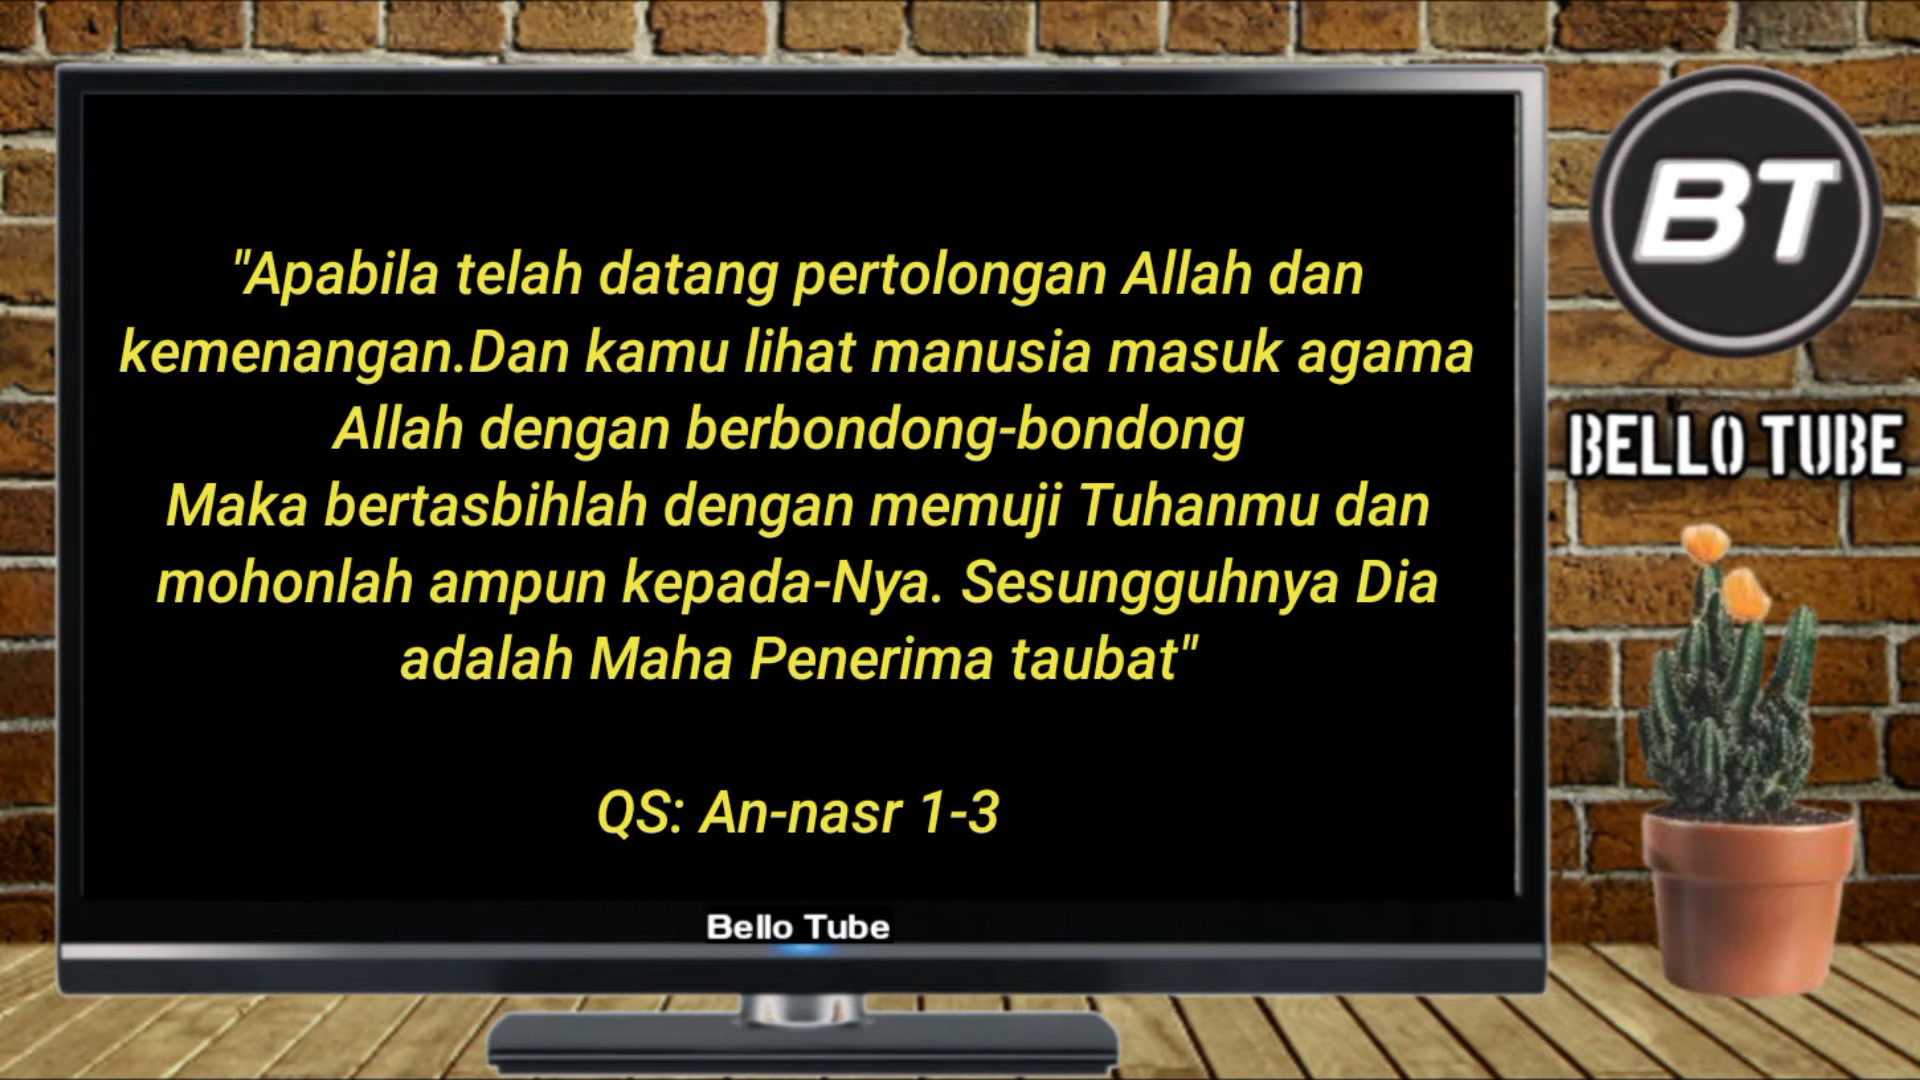 "Apabila telah datang pertolongan Allah dan
kemenangan.Dan kamu lihat manusia masuk agama
Allah dengan berbondong-bondong
Maka bertasbihlah dengan memuji Tuhanmu dan
mohonlah ampun kepada-Nya. Sesungguhnya Dia
adalah Maha Penerima taubat"
QS: An-nasr 1-3
Bello Tube
BT
BELLO TUBE